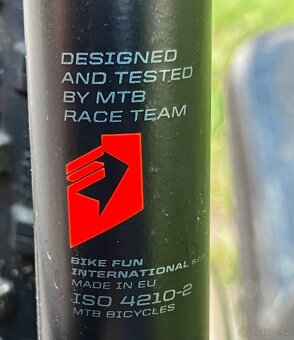 DESIGNED
AND TESTED
BY MTB
RACE TEAM
BIKE FUN
INTERNATIONAL
MADE IN EU
ISO 4210-2
MTB BICYCLES